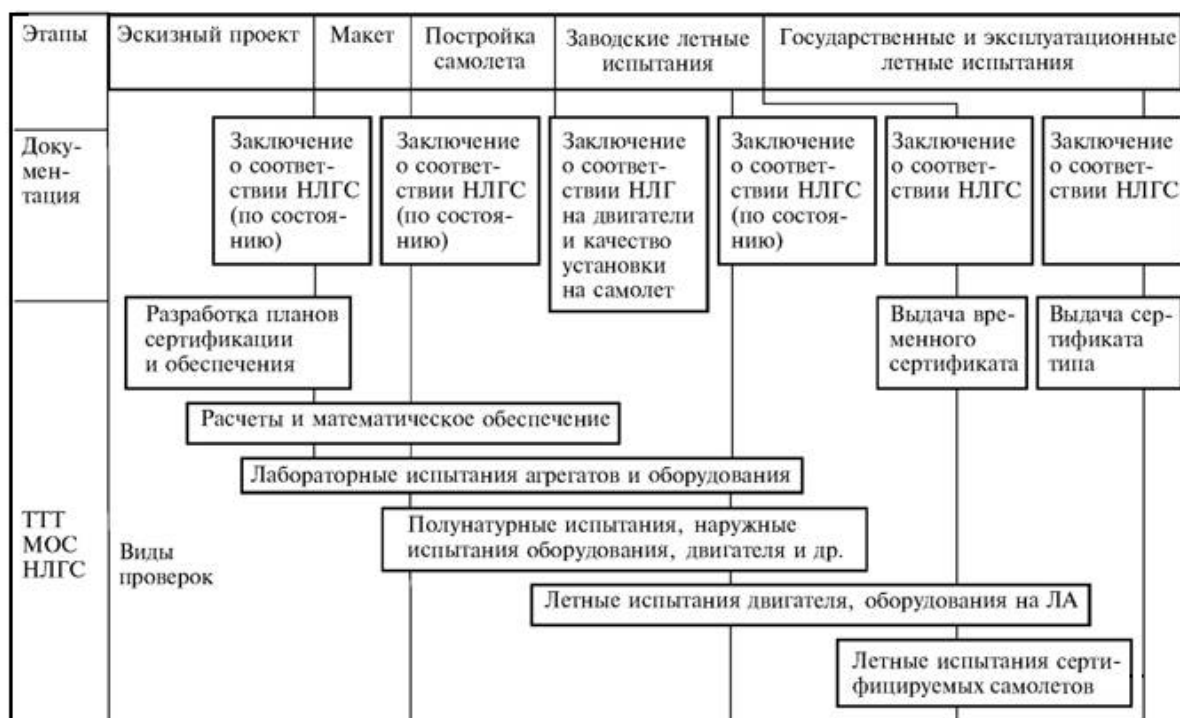 Этапы
Эскизный проект
Макет
Постройка
самолета
Заводские летные
испытания
Государственные и эксплуатационные
летные испытания
Доку-
мен-
тация
Заключение
о соответ-
ствии НЛГС
(по состоя-
нию)
Заключение
о соответ-
ствии НЛГС
(по состоя-
нию)
Заключение
о соответ-
ствии НЛГ
на двигатели
и качество
установки
на самолет
Заключение
о соответ-
ствии НЛГС
(по состоя-
нию)
Заключение
о соответ-
ствии НЛГС
Заключение
о соответ-
ствии НЛГС
Разработка планов
сертификации
и обеспечения
Выдача вре-
менного
сертификата
Выдача сер-
тификата
типа
Расчеты и математическое обеспечение
Лабораторные испытания агрегатов и оборудования
ТТТ
МОС
НЛГС
Виды
проверок
Полунатурные испытания, наружные
испытания оборудования, двигателя и др.
Летные испытания двигателя, оборудования на ЛА
Летные испытания серти-
фицируемых самолетов